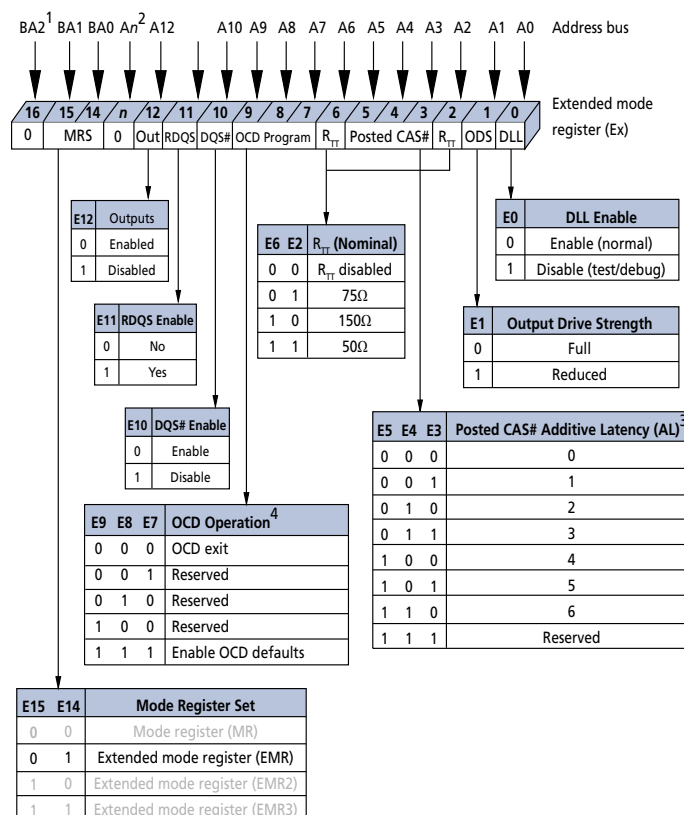 BA2¹ BA1 BA0 An² A12 A10 A9 A8 A7 A6 A5 A4 A3 A2 A1 A0 Address bus
16 15 14 n 12 11 10 9 8 7 6 5 4 3 2 1 0
Extended mode
register (Ex)
0 MRS 0 Out RDQS DQS# OCD Program RTT Posted CAS# RTT ODS DLL
E12 Outputs
0 Enabled
1 Disabled
E11 RDQS Enable
0 No
1 Yes
E10 DQS# Enable
0 Enable
1 Disable
E6 E2 RTT (Nominal)
0 0 RTT disabled
0 1 75Ω
1 0 150Ω
1 1 50Ω
E0 DLL Enable
0 Enable (normal)
1 Disable (test/debug)
E1 Output Drive Strength
0 Full
1 Reduced
E9 E8 E7 OCD Operation⁴
0 0 0 OCD exit
0 0 1 Reserved
0 1 0 Reserved
1 0 0 Reserved
1 1 1 Enable OCD defaults
E5 E4 E3 Posted CAS# Additive Latency (AL)³
0 0 0 0
0 0 1 1
0 1 0 2
0 1 1 3
1 0 0 4
1 0 1 5
1 1 0 6
1 1 1 Reserved
E15 E14 Mode Register Set
0 0 Mode register (MR)
0 1 Extended mode register (EMR)
1 0 Extended mode register (EMR2)
1 1 Extended mode register (EMR3)